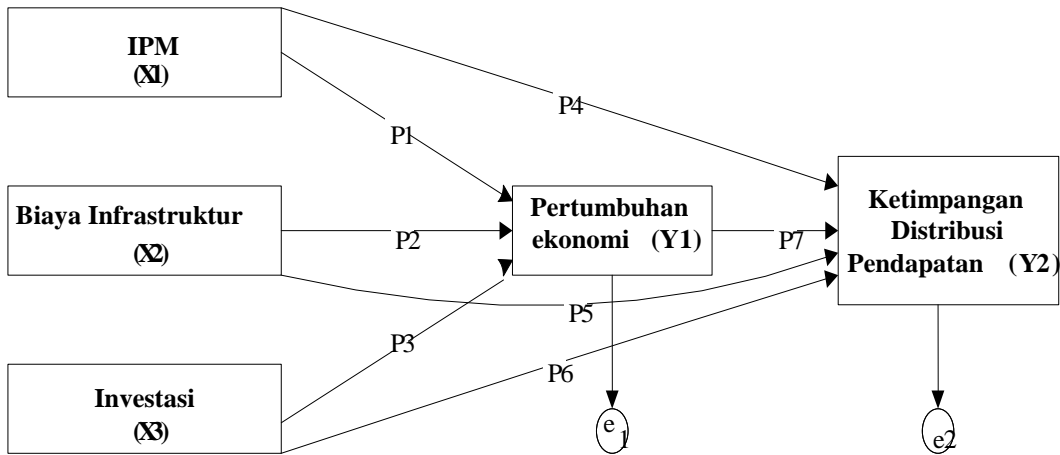 IPM
(X1)
P4
P1
Biaya Infrastruktur
(X2)
P2
Pertumbuhan
ekonomi (Y1)
P7
Ketimpangan
Distribusi
Pendapatan (Y2)
P5
P3
P6
Investasi
(X3)
e 1
e2